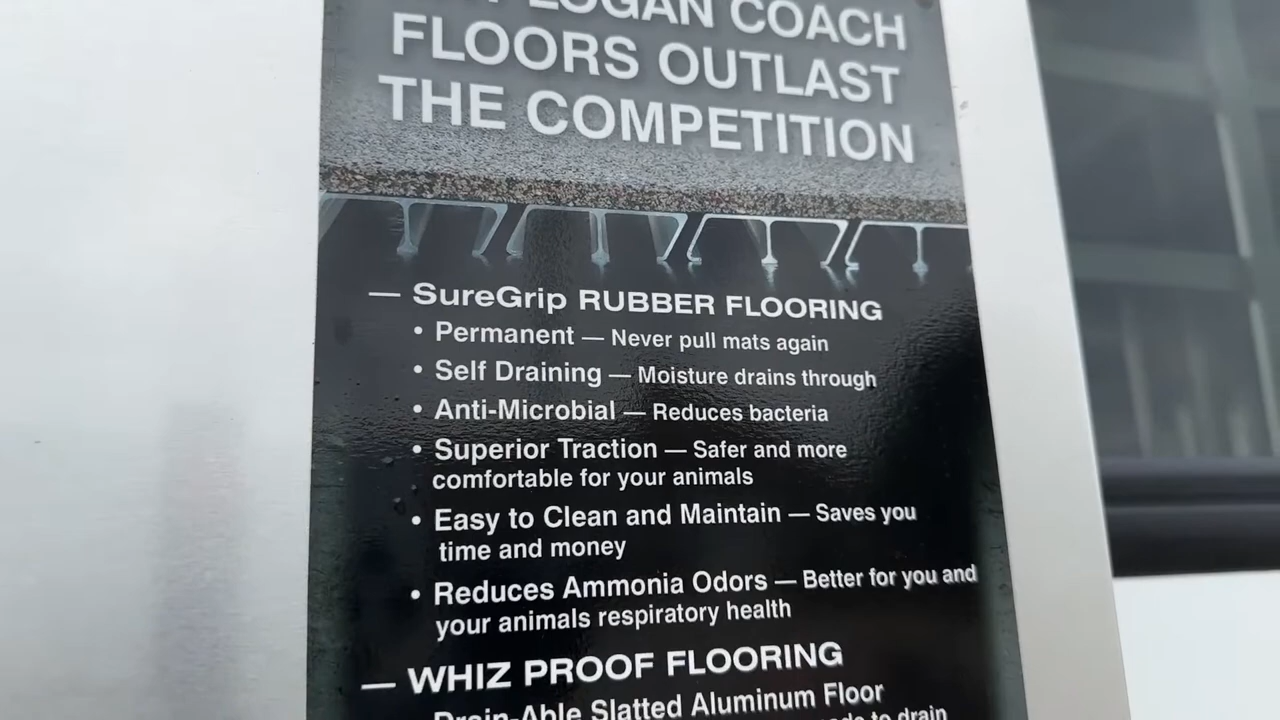 LOGAN COACH
FLOORS OUTLAST
THE COMPETITION
— SureGrip RUBBER FLOORING
• Permanent — Never pull mats again
• Self Draining — Moisture drains through
• Anti-Microbial — Reduces bacteria
• Superior Traction — Safer and more
comfortable for your animals
• Easy to Clean and Maintain — Saves you
time and money
• Reduces Ammonia Odors — Better for you and
your animals respiratory health
— WHIZ PROOF FLOORING
Drain-Able Slatted Aluminum Floor
to drain